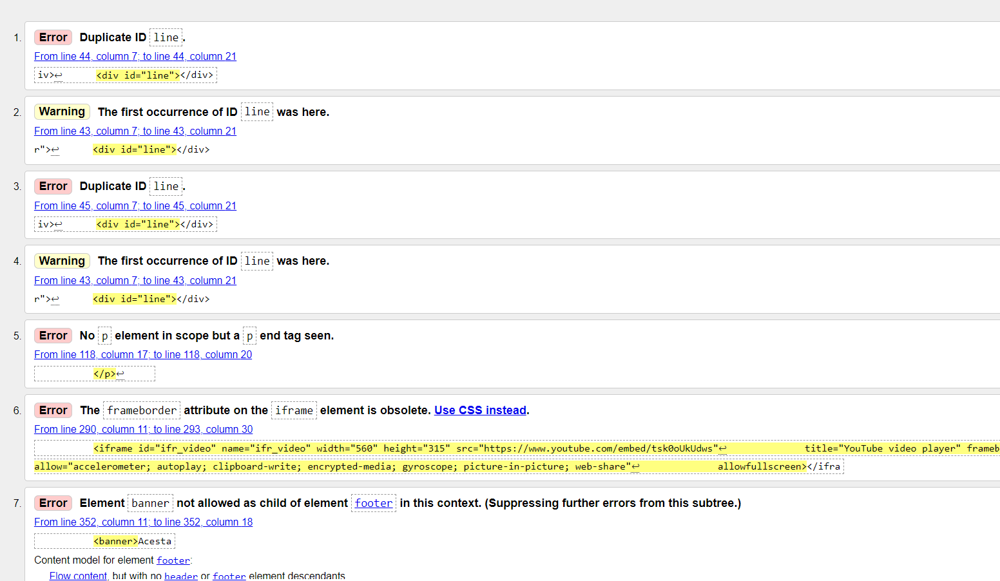 1. Error Duplicate ID line.
From line 44, column 7; to line 44, column 21
iv>↩ <div id="line"></div>
2. Warning The first occurrence of ID line was here.
From line 43, column 7; to line 43, column 21
r">↩ <div id="line"></div>
3. Error Duplicate ID line.
From line 45, column 7; to line 45, column 21
iv>↩ <div id="line"></div>
4. Warning The first occurrence of ID line was here.
From line 43, column 7; to line 43, column 21
r">↩ <div id="line"></div>
5. Error No p element in scope but a p end tag seen.
From line 118, column 17; to line 118, column 20
</p>↩
6. Error The frameborder attribute on the iframe element is obsolete. Use CSS instead.
From line 290, column 11; to line 293, column 30
<iframe id="ifr_video" name="ifr_video" width="560" height="315" src="https://www.youtube.com/embed/tsk0oUkUdws"↩ title="YouTube video player" frameb
allow="accelerometer; autoplay; clipboard-write; encrypted-media; gyroscope; picture-in-picture; web-share"↩ allowfullscreen></ifra
7. Error Element banner not allowed as child of element footer in this context. (Suppressing further errors from this subtree.)
From line 352, column 11; to line 352, column 18
<banner>Acesta
Content model for element footer:
Flow content, but with no header or footer element descendants